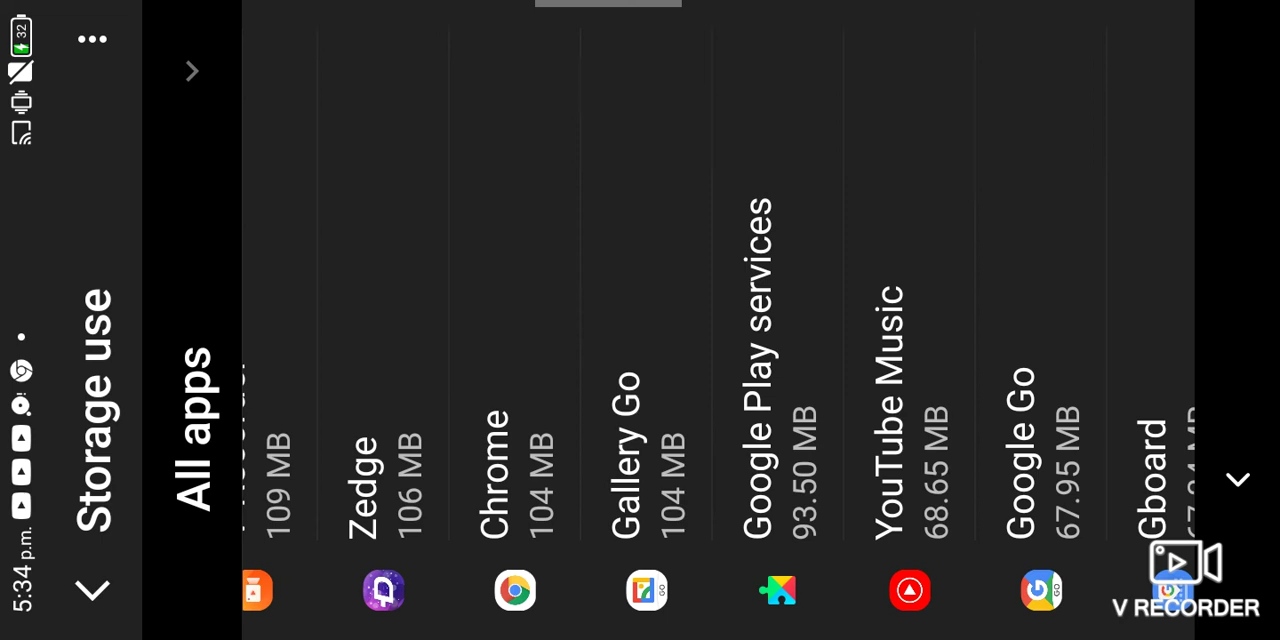 5:34 p.m.
32
Storage use
All apps
109 MB
Zedge
106 MB
Chrome
104 MB
Gallery Go
104 MB
Google Play services
93.50 MB
YouTube Music
68.65 MB
Google Go
67.95 MB
Gboard
V RECORDER